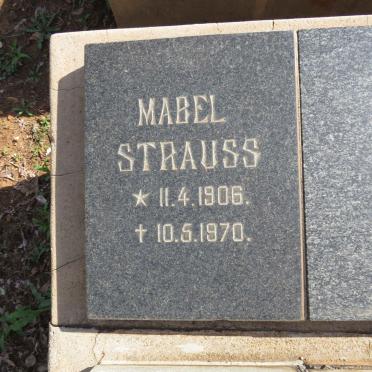 MABEL
STRAUSS
* 11.4.1906.
† 10.5.1970.